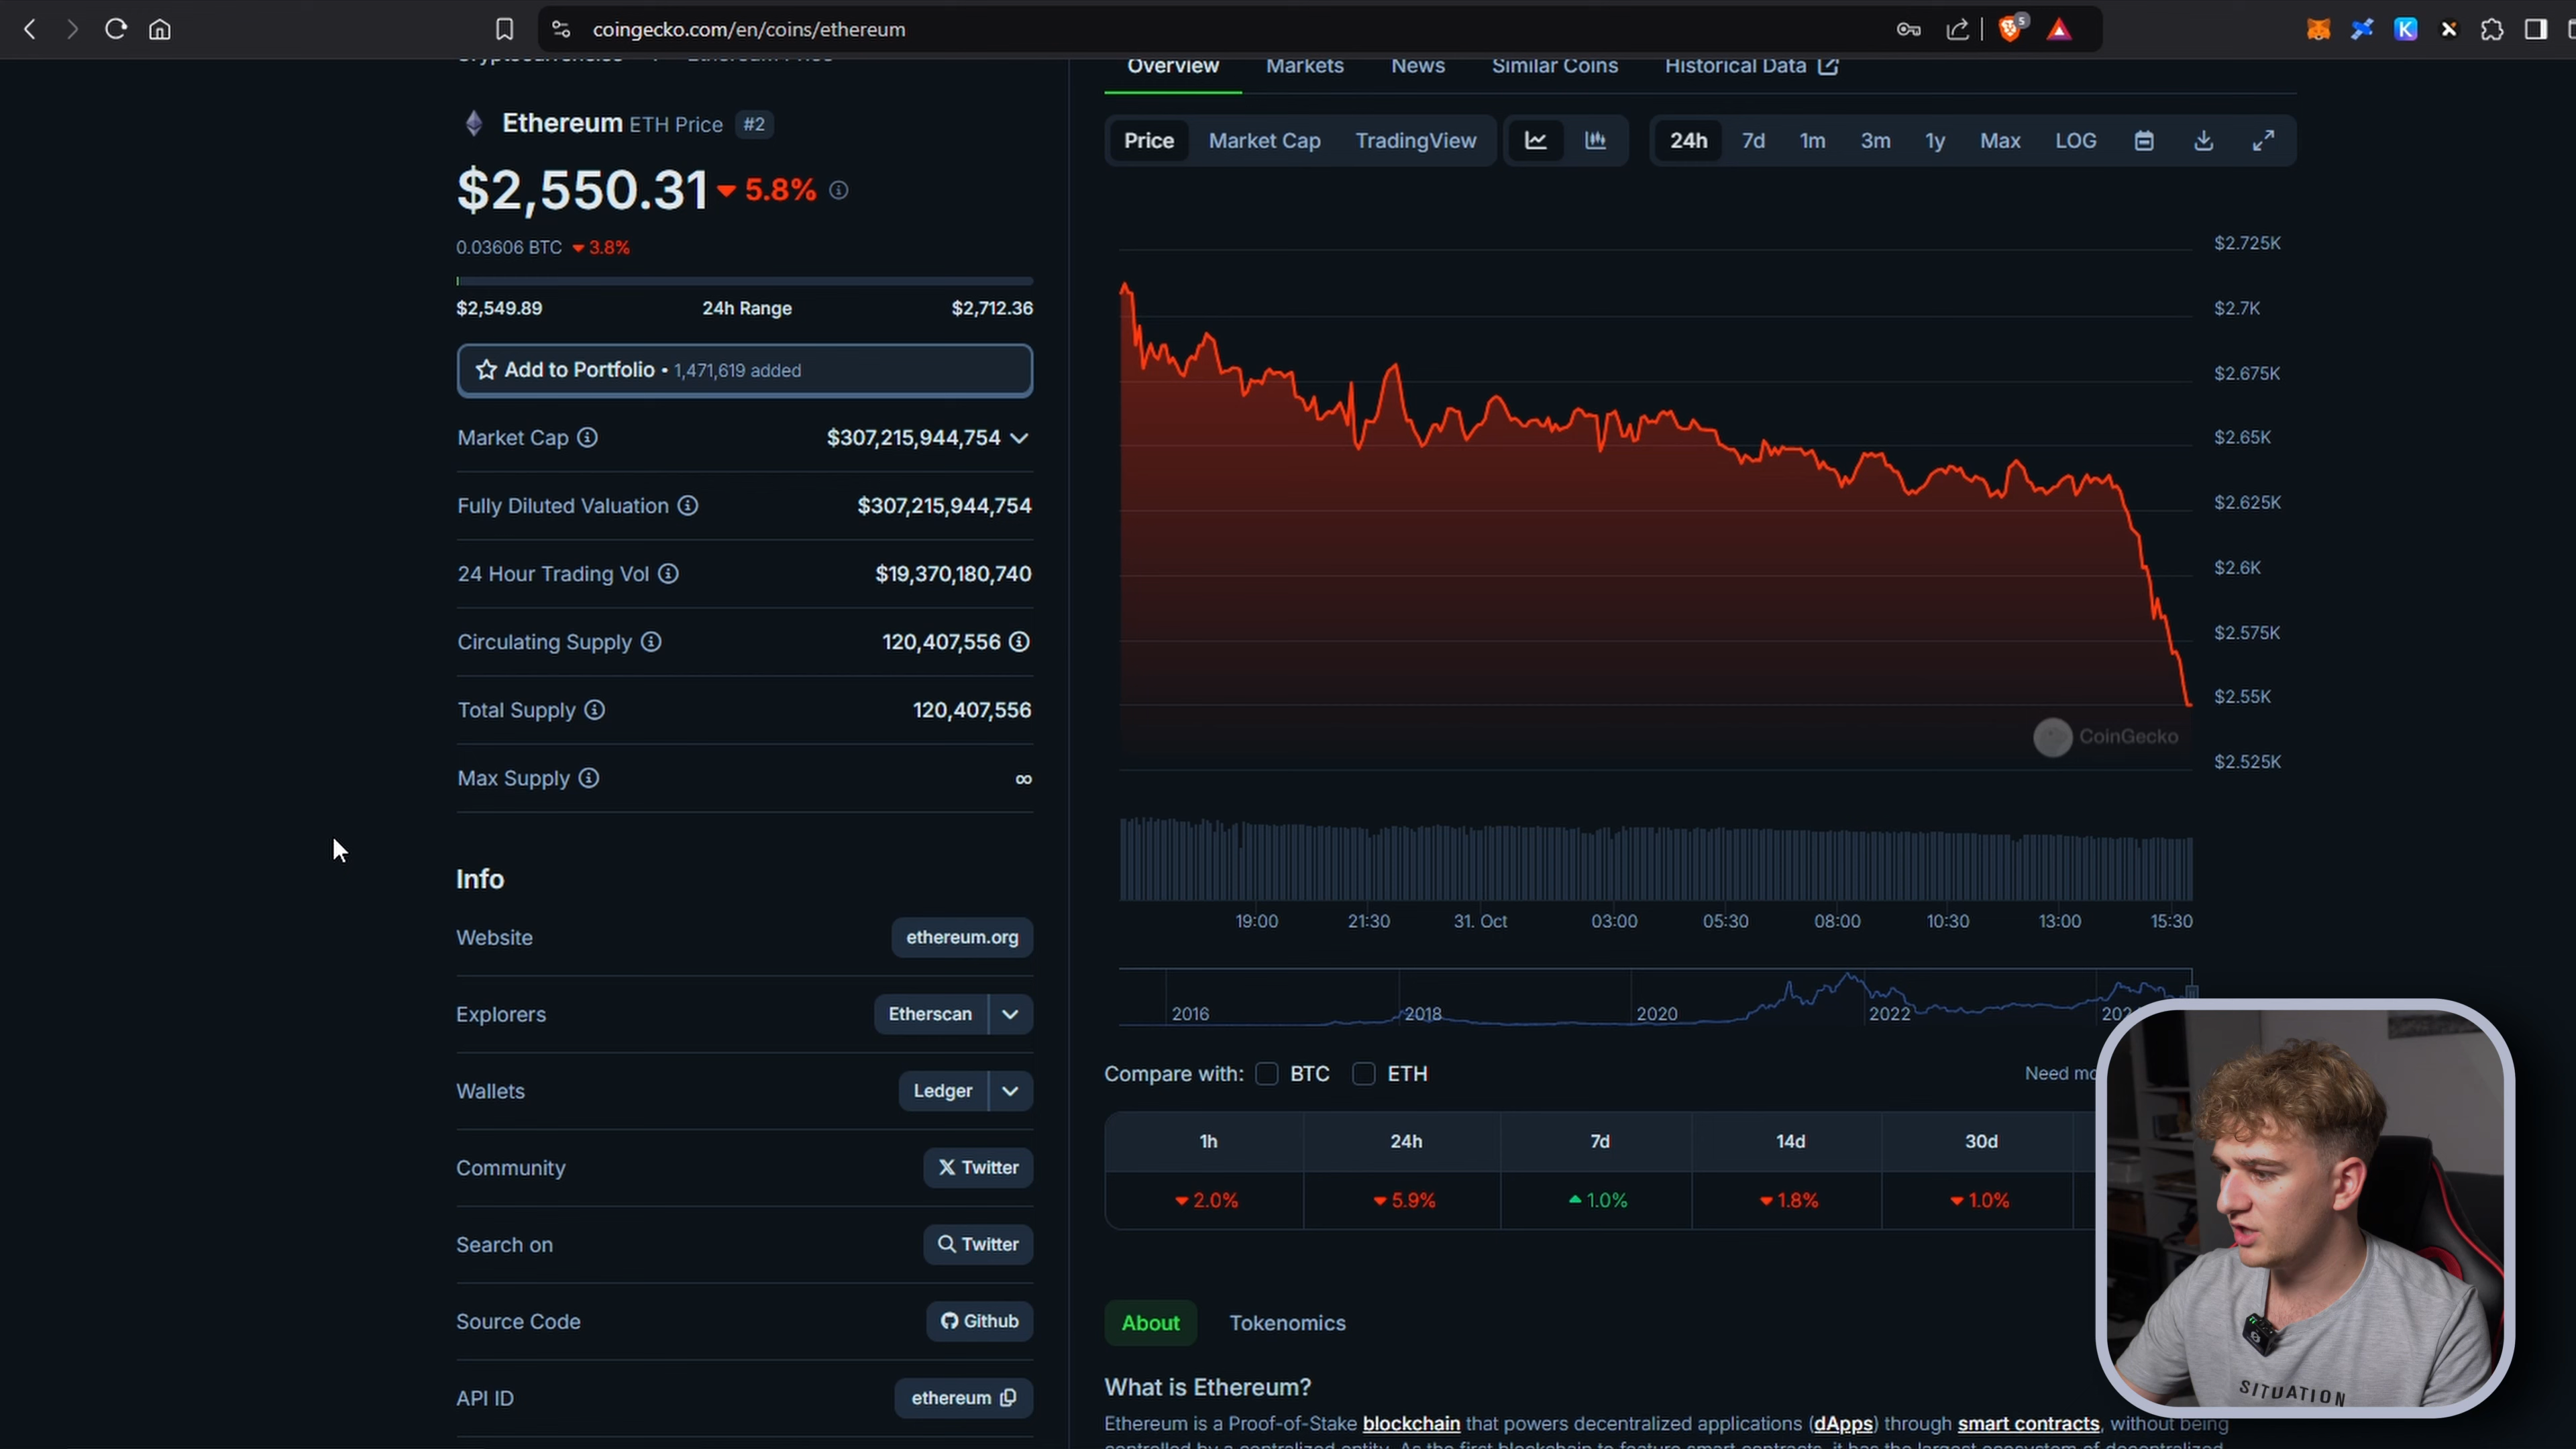 coingecko.com/en/coins/ethereum
5
K
Overview Markets News Similar Coins Historical Data
Ethereum ETH Price #2
$2,550.31 5.8%
0.03606 BTC 3.8%
$2,549.89 24h Range $2,712.36
Add to Portfolio • 1,471,619 added
Market Cap $307,215,944,754
Fully Diluted Valuation $307,215,944,754
24 Hour Trading Vol $19,370,180,740
Circulating Supply 120,407,556
Total Supply 120,407,556
Max Supply ∞
Info
Website ethereum.org
Explorers Etherscan
Wallets Ledger
Community Twitter
Search on Twitter
Source Code Github
API ID ethereum
Price Market Cap TradingView 24h 7d 1m 3m 1y Max LOG
$2.725K
$2.7K
$2.675K
$2.65K
$2.625K
$2.6K
$2.575K
$2.55K
$2.525K
CoinGecko
19:00 21:30 31. Oct 03:00 05:30 08:00 10:30 13:00 15:30
2016 2018 2020 2022 202
Compare with: BTC ETH Need mo
1h 24h 7d 14d 30d
2.0% 5.9% 1.0% 1.8% 1.0%
About Tokenomics
What is Ethereum?
Ethereum is a Proof-of-Stake blockchain that powers decentralized applications (dApps) through smart contracts, without being
SITUATION